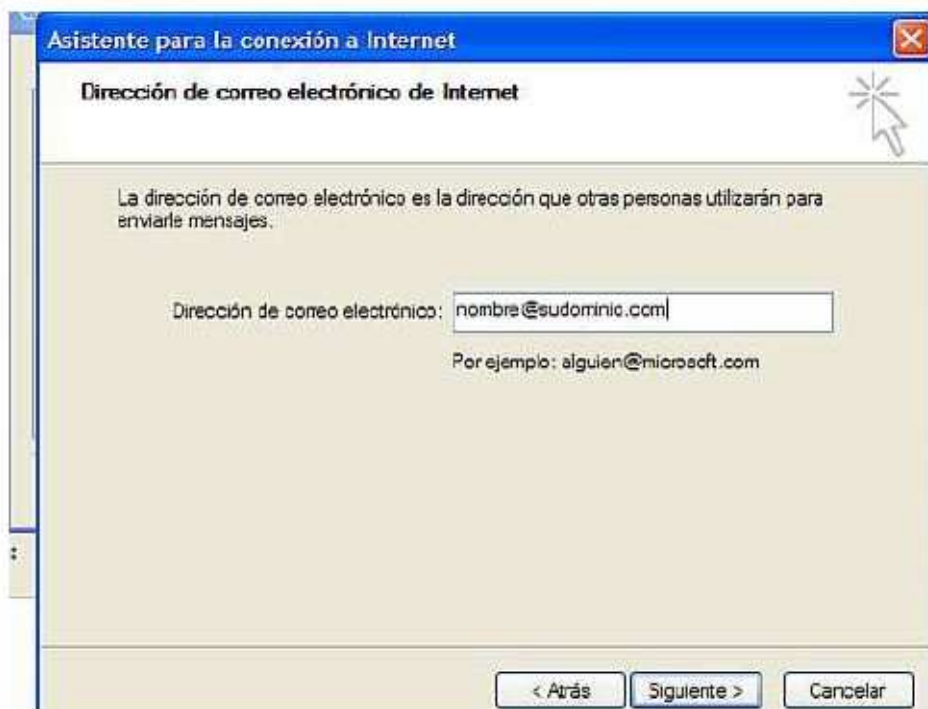 Asistente para la conexión a Internet
Dirección de correo electrónico de Internet
La dirección de correo electrónico es la dirección que otras personas utilizarán para
enviarle mensajes.
Dirección de correo electrónico: nombre@sudominio.com
Por ejemplo: alguien@microsoft.com
< Atrás Siguiente > Cancelar